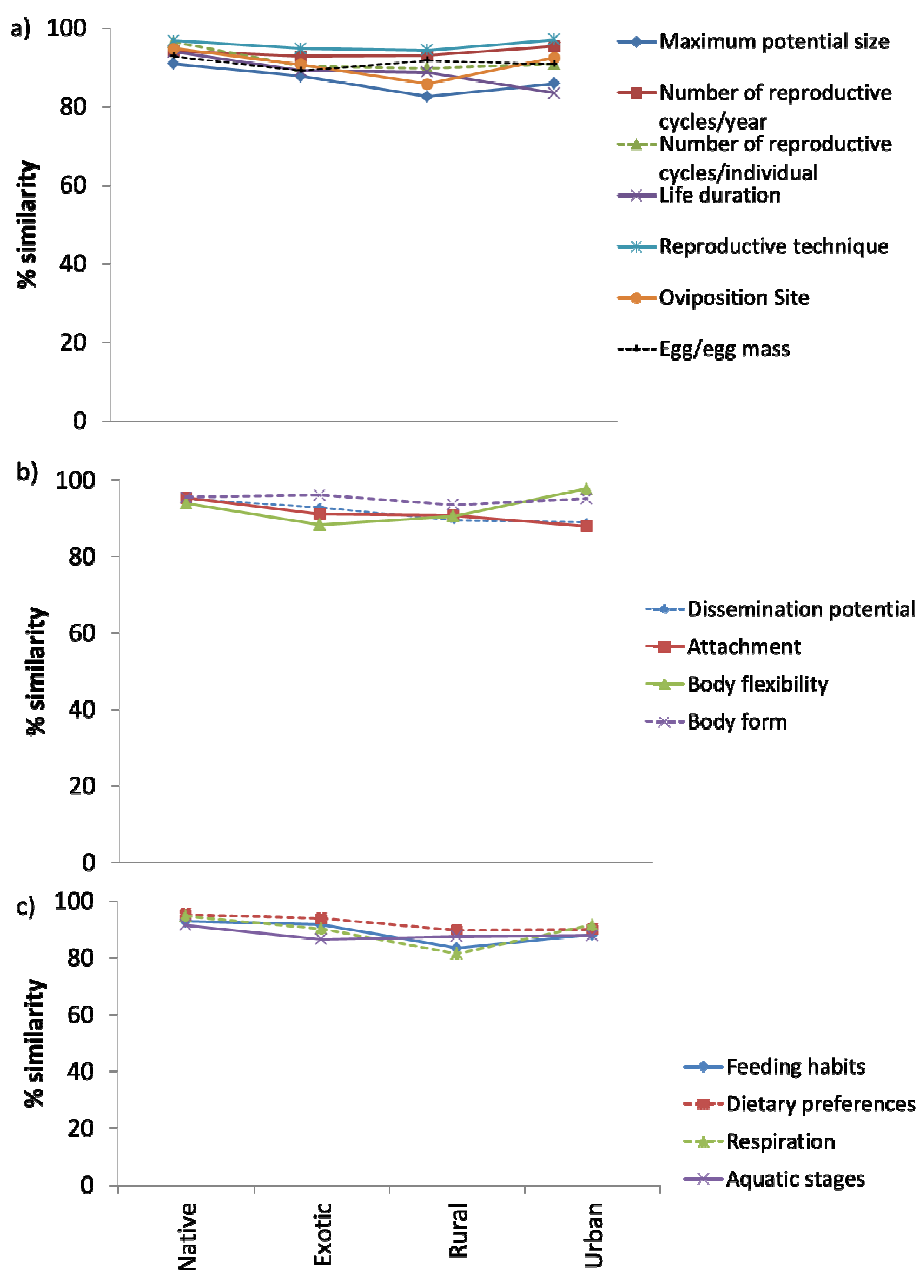 a)
100
80
60
40
20
0
% similarity
Maximum potential size
Number of reproductive
cycles/year
Number of reproductive
cycles/individual
Life duration
Reproductive technique
Oviposition Site
Egg/egg mass
b)
100
80
60
40
20
0
% similarity
Dissemination potential
Attachment
Body flexibility
Body form
c)
100
80
60
40
20
0
% similarity
Feeding habits
Dietary preferences
Respiration
Aquatic stages
Native
Exotic
Rural
Urban